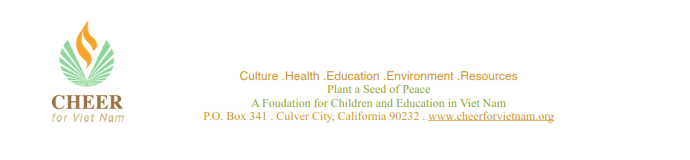 Culture .Health .Education .Environment .Resources
Plant a Seed of Peace
A Foudation for Children and Education in Viet Nam
P.O. Box 341 . Culver City, California 90232 . www.cheerforvietnam.org
CHEER
for Viet Nam